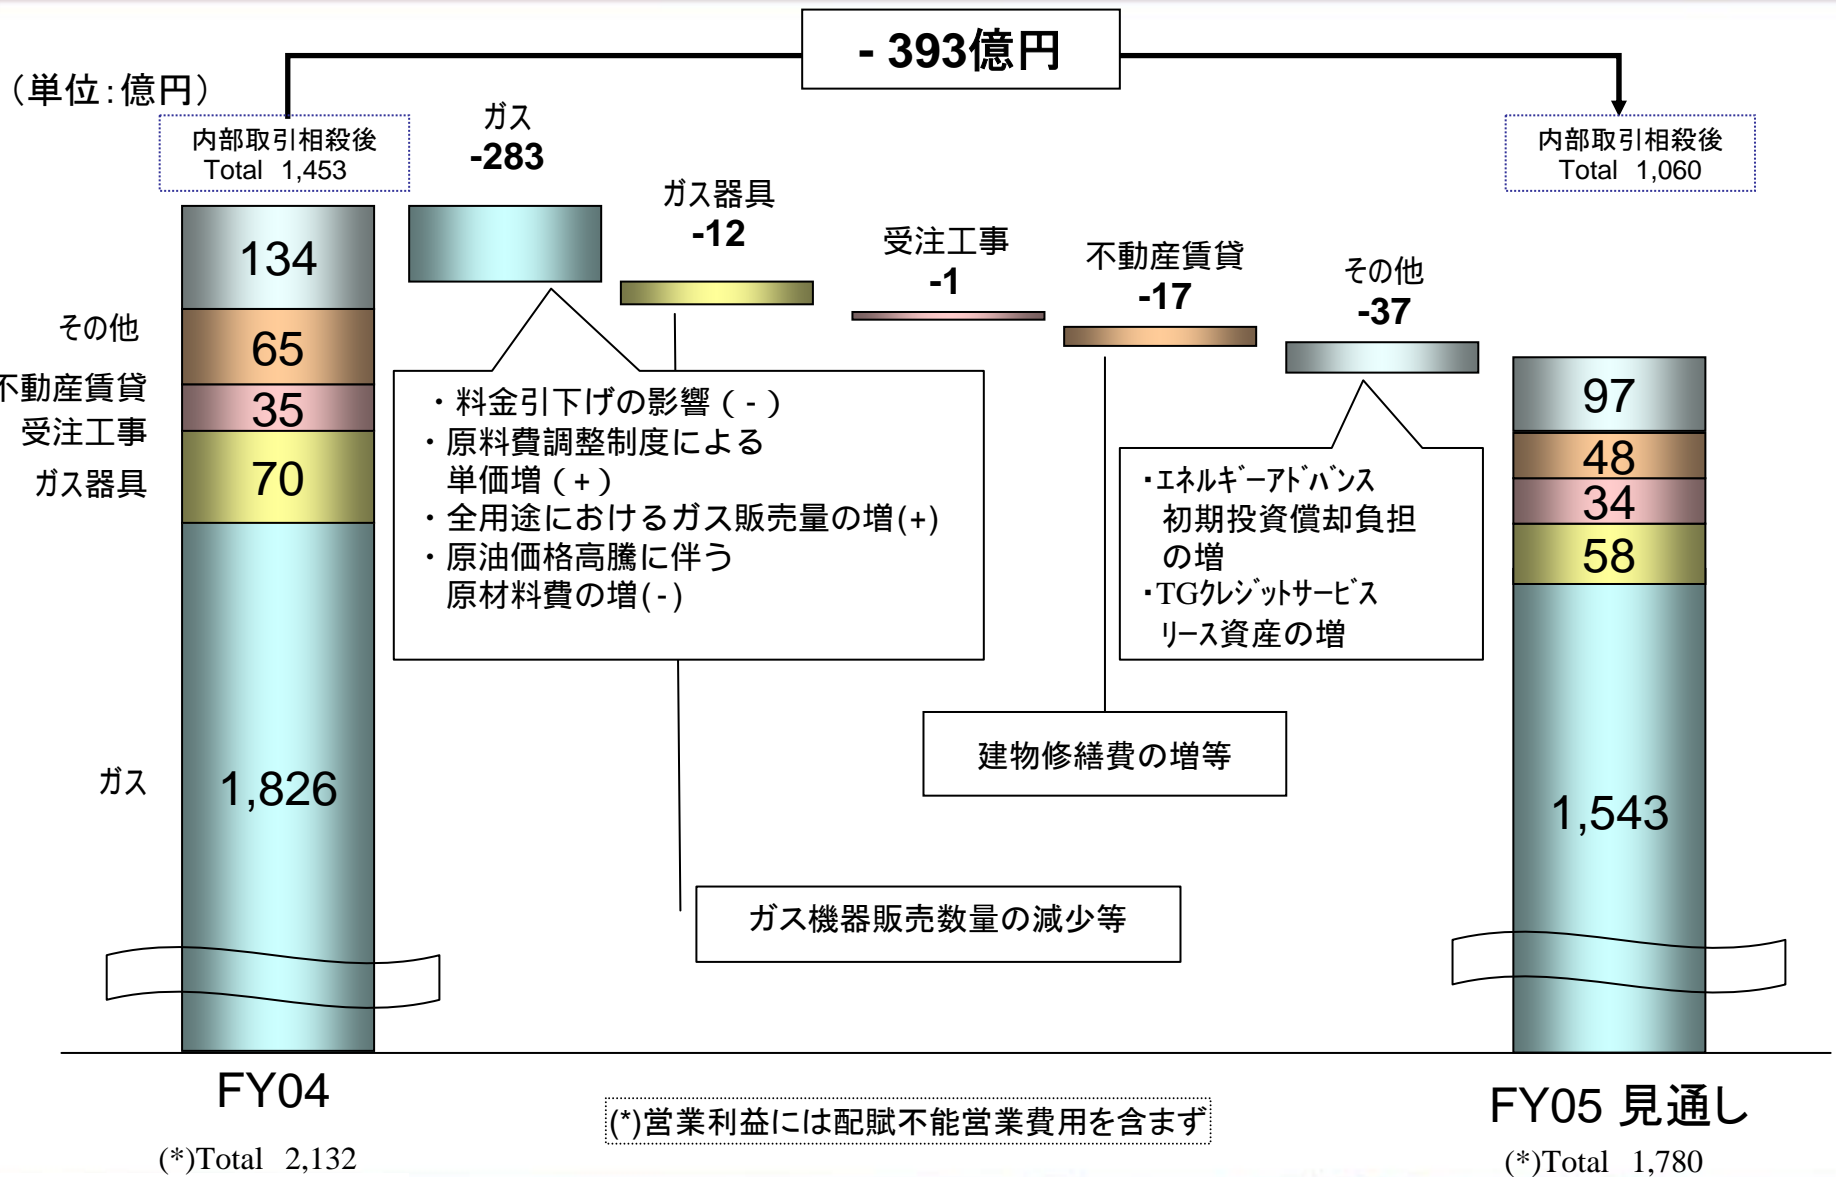 - 393億円
（単位：億円）
内部取引相殺後
Total 1,453
ガス
-283
ガス器具
-12
受注工事
-1
不動産賃貸
-17
その他
-37
内部取引相殺後
Total 1,060
134
65
35
70
1,826
その他
不動産賃貸
受注工事
ガス器具
ガス
・料金引下げの影響（-）
・原料費調整制度による
単価増（+）
・全用途におけるガス販売量の増(+)
・原油価格高騰に伴う
原材料費の増(-)
・ｴﾈﾙｷﾞｰｱﾄﾞﾊﾞﾝｽ
初期投資償却負担
の増
・TGｸﾚｼﾞｯﾄｻｰﾋﾞｽ
ﾘｰｽ資産の増
建物修繕費の増等
ガス機器販売数量の減少等
97
48
34
58
1,543
FY04
(*)Total 2,132
(*)営業利益には配賦不能営業費用を含まず
FY05 見通し
(*)Total 1,780